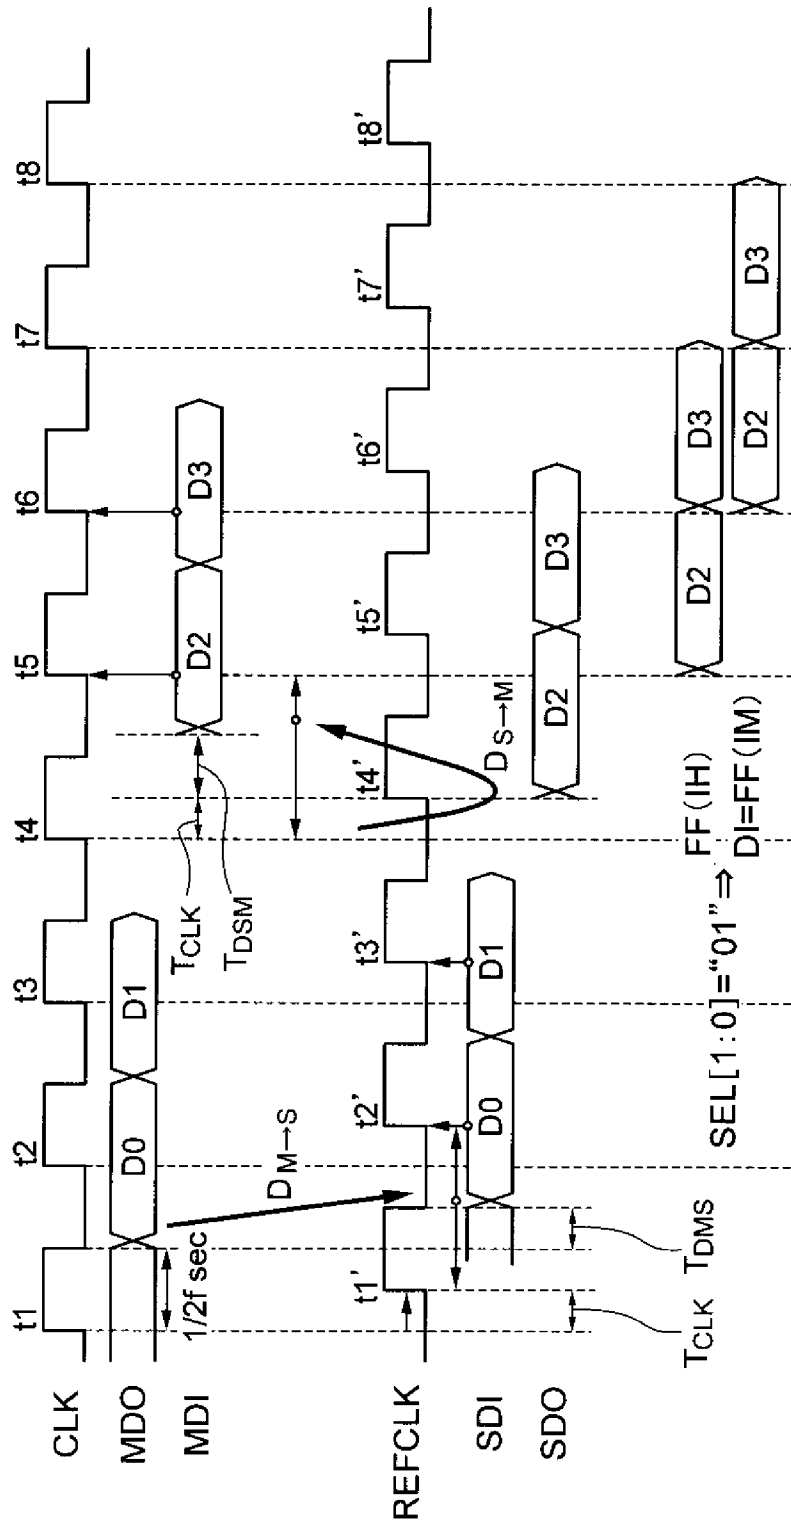 t1 t2 t3 t4 t5 t6 t7 t8
CLK
MDO D0 D1
1/2f sec
MDI D2 D3
TCLK
TDSM
DM→S
t1' t2' t3' t4' t5' t6' t7' t8'
REFCLK
SDI D0 D1
DS→M
SDO D2 D3
TCLK TDMS
SEL[1:0]="01"⇒ FF(IH) D2 D3
DI=FF(IM) D2 D3